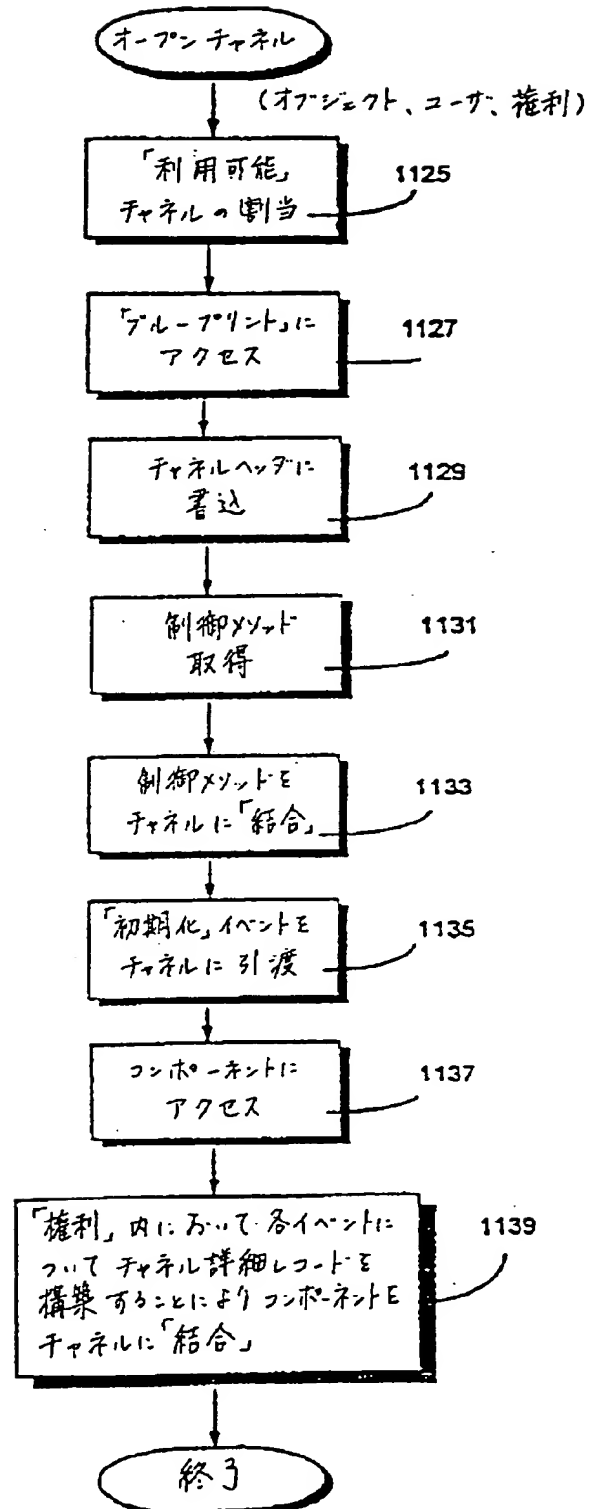 オープンチャネル
(オブジェクト、ユーザ、権利)
「利用可能」
チャネルの割当
1125
「ブループリント」に
アクセス
1127
チャネルヘッダに
書込
1129
制御メソッド
取得
1131
制御メソッドを
チャネルに「結合」
1133
「初期化」イベントを
チャネルに引渡
1135
コンポーネントに
アクセス
1137
「権利」内において各イベントに
ついてチャネル詳細レコードを
構築することによりコンポーネントを
チャネルに「結合」
1139
終了